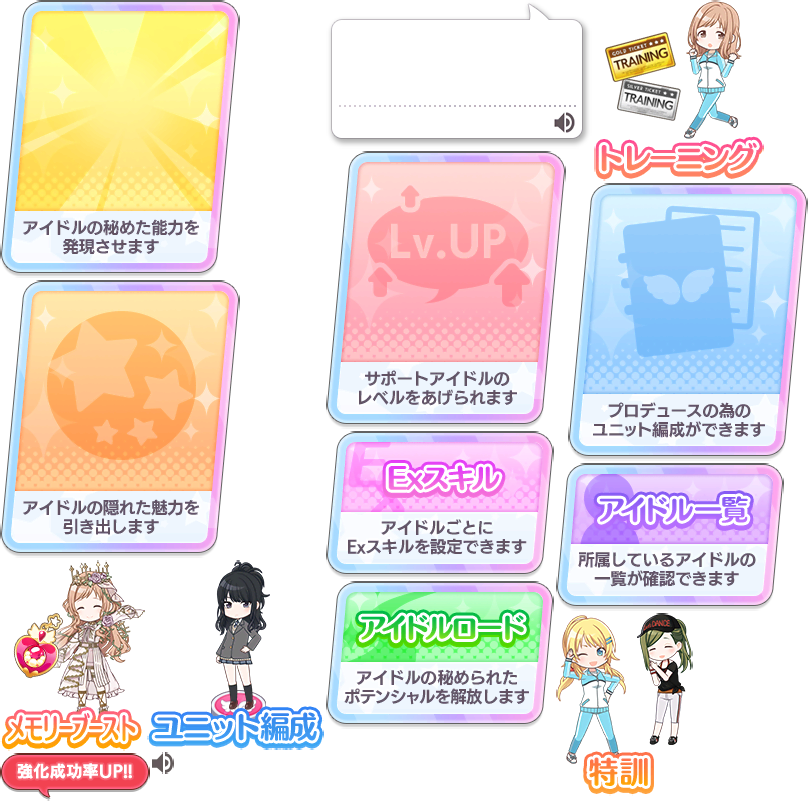 アイドルの秘めた能力を
発現させます
GOLD TICKET ★★★
TRAINING
SILVER TICKET ★★
TRAINING
トレーニング
Lv.UP
サポートアイドルの
レベルをあげられます
プロデュースの為の
ユニット編成ができます
アイドルの隠れた魅力を
引き出します
Exスキル
アイドルごとに
Exスキルを設定できます
アイドル一覧
所属しているアイドルの
一覧が確認できます
アイドルロード
アイドルの秘められた
ポテンシャルを解放します
DANCE
メモリーブースト
ユニット編成
強化成功率UP!!
特訓